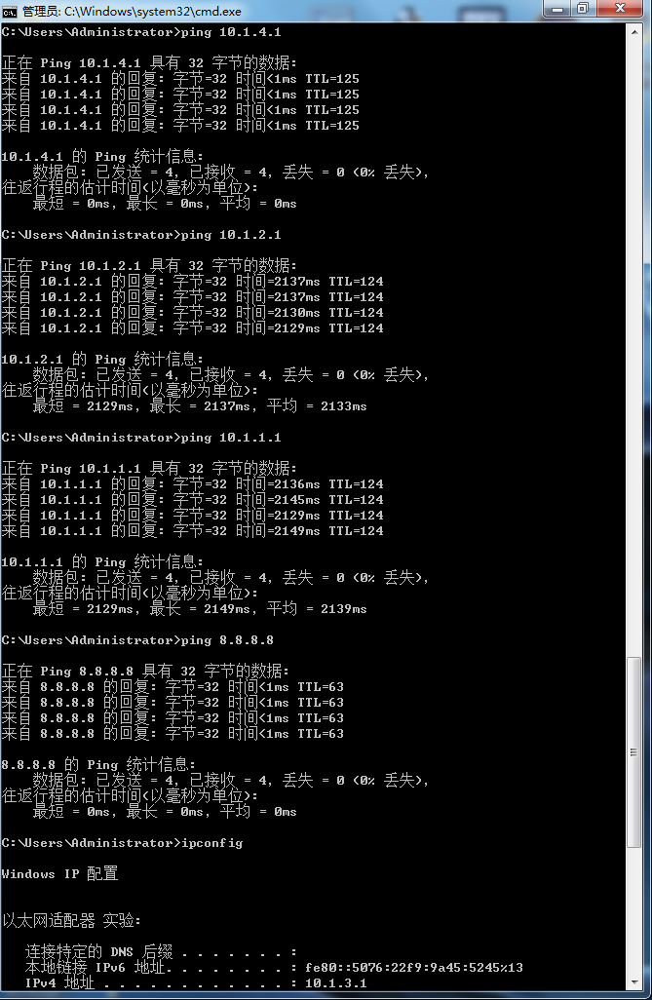 管理员: C:\Windows\system32\cmd.exe
C:\Users\Administrator>ping 10.1.4.1
正在 Ping 10.1.4.1 具有 32 字节的数据:
来自 10.1.4.1 的回复: 字节=32 时间<1ms TTL=125
来自 10.1.4.1 的回复: 字节=32 时间<1ms TTL=125
来自 10.1.4.1 的回复: 字节=32 时间<1ms TTL=125
来自 10.1.4.1 的回复: 字节=32 时间<1ms TTL=125
10.1.4.1 的 Ping 统计信息:
数据包: 已发送 = 4, 已接收 = 4, 丢失 = 0 (0% 丢失),
往返行程的估计时间(以毫秒为单位):
最短 = 0ms, 最长 = 0ms, 平均 = 0ms
C:\Users\Administrator>ping 10.1.2.1
正在 Ping 10.1.2.1 具有 32 字节的数据:
来自 10.1.2.1 的回复: 字节=32 时间=2137ms TTL=124
来自 10.1.2.1 的回复: 字节=32 时间=2137ms TTL=124
来自 10.1.2.1 的回复: 字节=32 时间=2130ms TTL=124
来自 10.1.2.1 的回复: 字节=32 时间=2129ms TTL=124
10.1.2.1 的 Ping 统计信息:
数据包: 已发送 = 4, 已接收 = 4, 丢失 = 0 (0% 丢失),
往返行程的估计时间(以毫秒为单位):
最短 = 2129ms, 最长 = 2137ms, 平均 = 2133ms
C:\Users\Administrator>ping 10.1.1.1
正在 Ping 10.1.1.1 具有 32 字节的数据:
来自 10.1.1.1 的回复: 字节=32 时间=2136ms TTL=124
来自 10.1.1.1 的回复: 字节=32 时间=2145ms TTL=124
来自 10.1.1.1 的回复: 字节=32 时间=2129ms TTL=124
来自 10.1.1.1 的回复: 字节=32 时间=2149ms TTL=124
10.1.1.1 的 Ping 统计信息:
数据包: 已发送 = 4, 已接收 = 4, 丢失 = 0 (0% 丢失),
往返行程的估计时间(以毫秒为单位):
最短 = 2129ms, 最长 = 2149ms, 平均 = 2139ms
C:\Users\Administrator>ping 8.8.8.8
正在 Ping 8.8.8.8 具有 32 字节的数据:
来自 8.8.8.8 的回复: 字节=32 时间<1ms TTL=63
来自 8.8.8.8 的回复: 字节=32 时间<1ms TTL=63
来自 8.8.8.8 的回复: 字节=32 时间<1ms TTL=63
来自 8.8.8.8 的回复: 字节=32 时间<1ms TTL=63
8.8.8.8 的 Ping 统计信息:
数据包: 已发送 = 4, 已接收 = 4, 丢失 = 0 (0% 丢失),
往返行程的估计时间(以毫秒为单位):
最短 = 0ms, 最长 = 0ms, 平均 = 0ms
C:\Users\Administrator>ipconfig
Windows IP 配置
以太网适配器 实验:
连接特定的 DNS 后缀 . . . . . . . :
本地链接 IPv6 地址. . . . . . . . : fe80::5076:22f9:9a45:5245%13
IPv4 地址 . . . . . . . . . . . . : 10.1.3.1